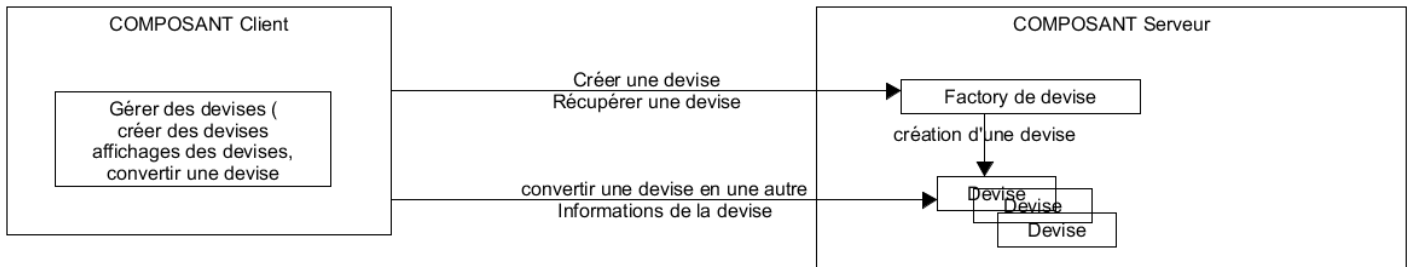 COMPOSANT Client
Gérer des devises (
créer des devises
affichages des devises,
convertir une devise
Créer une devise
Récupérer une devise
convertir une devise en une autre
Informations de la devise
COMPOSANT Serveur
Factory de devise
création d'une devise
Devise
Devise
Devise